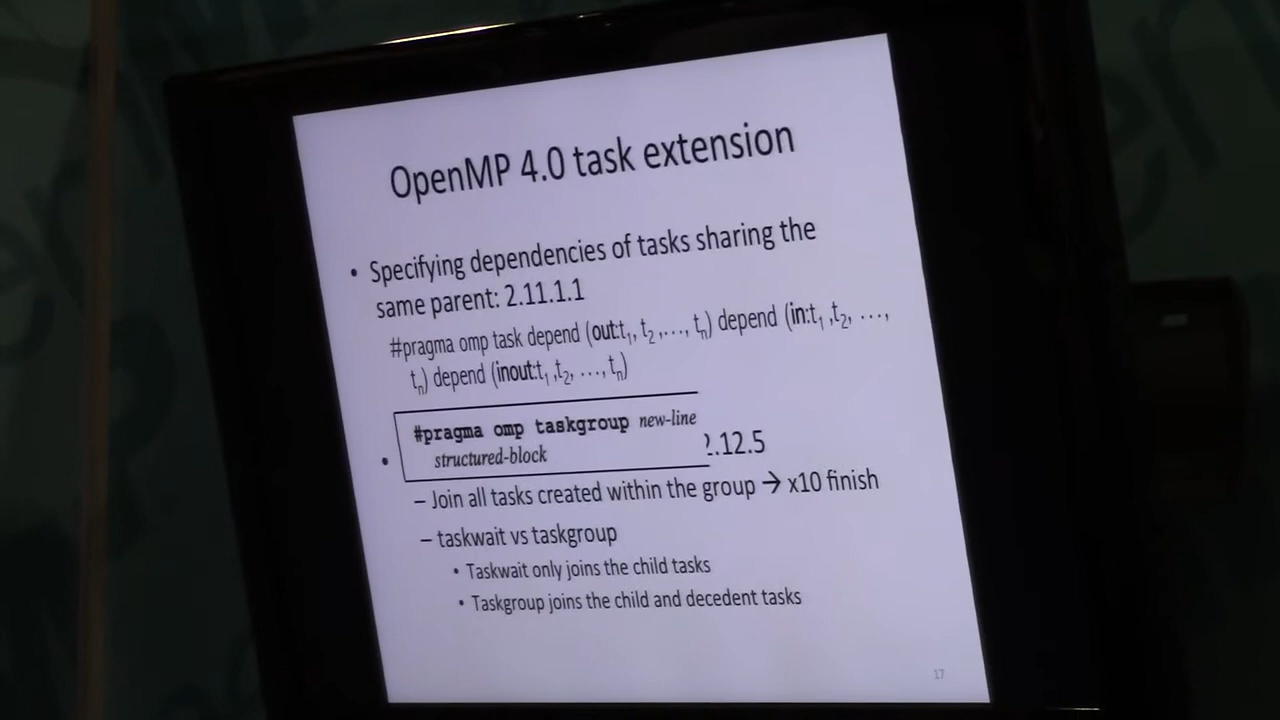 OpenMP 4.0 task extension
• Specifying dependencies of tasks sharing the
same parent: 2.11.1.1
#pragma omp task depend (out:t1, t2 ,…, tn) depend (in:t1 ,t2, …,
tn) depend (inout:t1 ,t2, …, tn)
#pragma omp taskgroup new-line
structured-block
• 2.12.5
– Join all tasks created within the group → x10 finish
– taskwait vs taskgroup
• Taskwait only joins the child tasks
• Taskgroup joins the child and decedent tasks
17